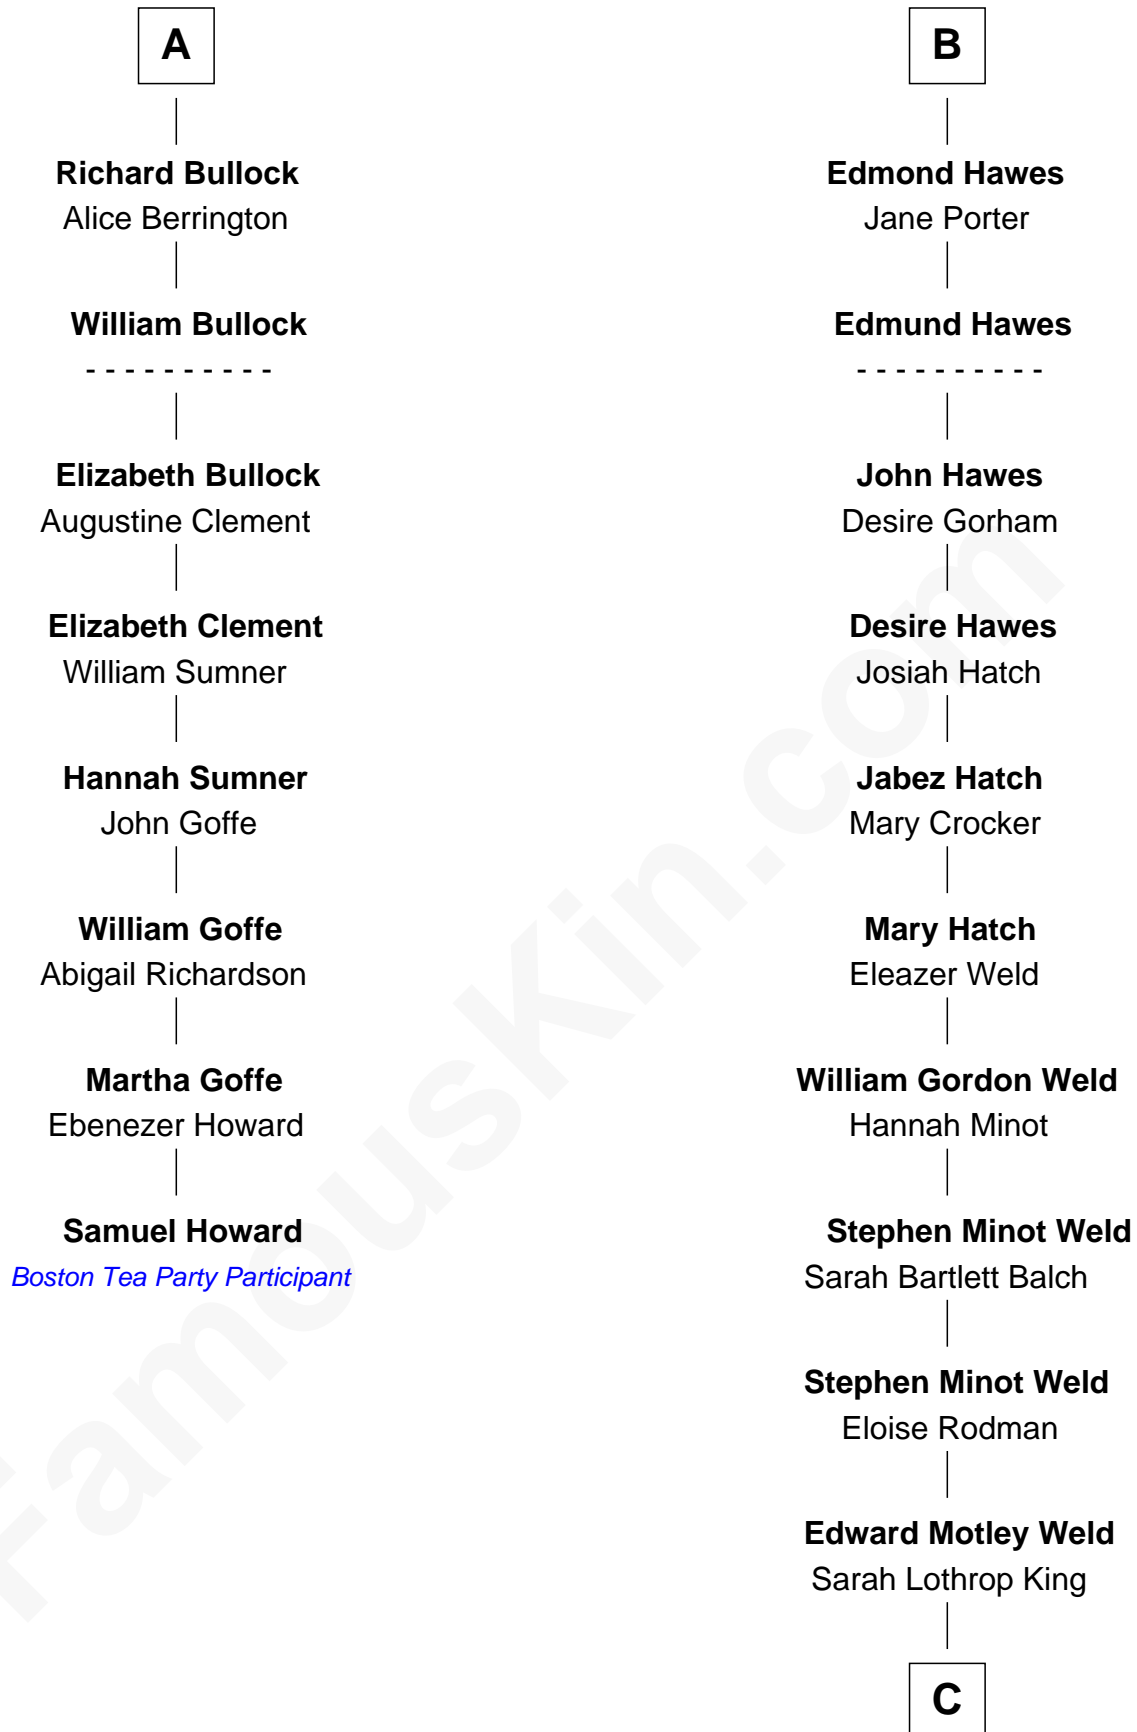 A
Richard Bullock
Alice Berrington
William Bullock
- - - - - - - - - -
Elizabeth Bullock
Augustine Clement
Elizabeth Clement
William Sumner
Hannah Sumner
John Goffe
William Goffe
Abigail Richardson
Martha Goffe
Ebenezer Howard
Samuel Howard
Boston Tea Party Participant
B
Edmond Hawes
Jane Porter
Edmund Hawes
- - - - - - - - - -
John Hawes
Desire Gorham
Desire Hawes
Josiah Hatch
Jabez Hatch
Mary Crocker
Mary Hatch
Eleazer Weld
William Gordon Weld
Hannah Minot
Stephen Minot Weld
Sarah Bartlett Balch
Stephen Minot Weld
Eloise Rodman
Edward Motley Weld
Sarah Lothrop King
C
FamousKin.com